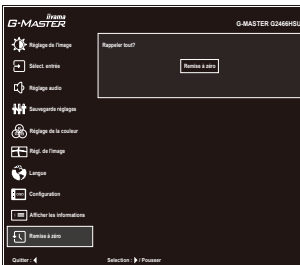 iiyama
G-MASTER
G-MASTER G2466HSU
Réglage de l'image
Rappeler tout?
Sélect. entrée
Remise à zéro
Réglage audio
Sauvegarde réglages
Réglage de la couleur
Régl. de l'image
Langue
Configuration
Afficher les informations
Remise à zéro
Quitter :
Sélection : / Pousser